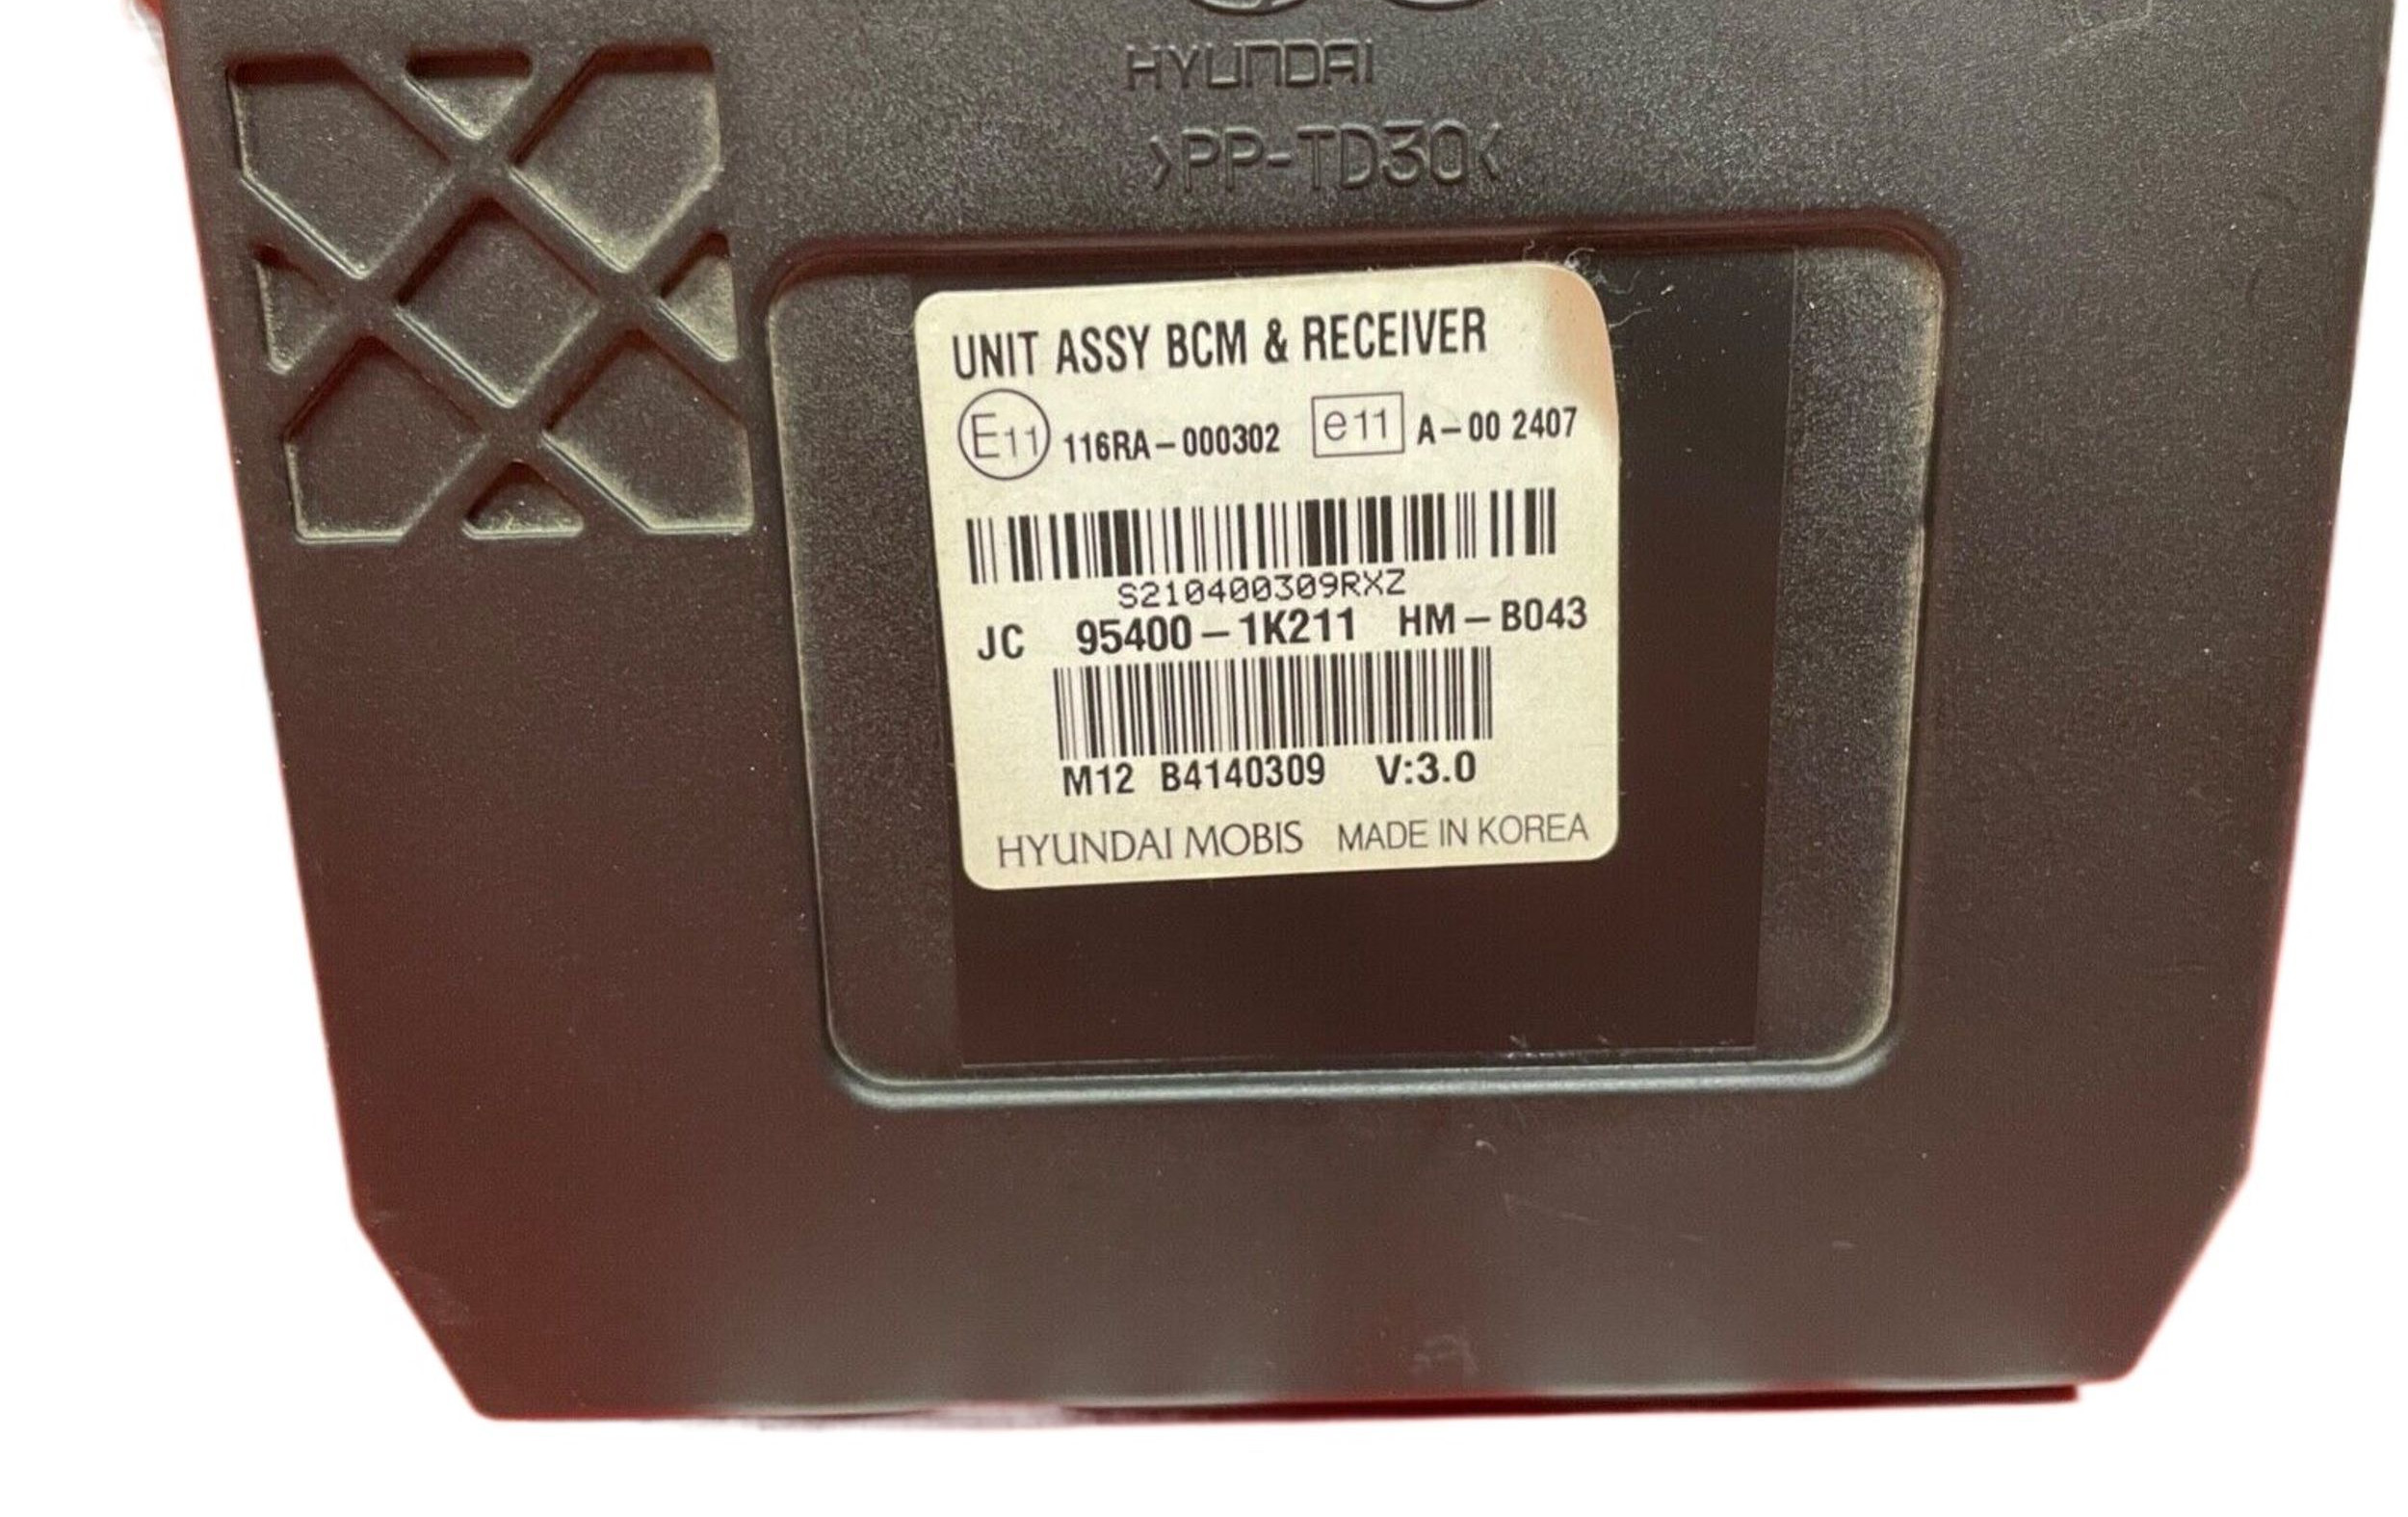 HYUNDAI
>PP-TD30<
UNIT ASSY BCM & RECEIVER
E11 116RA-000302 e11 A-00 2407
S210400309RXZ
JC 95400-1K211 HM-B043
M12 B4140309 V:3.0
HYUNDAI MOBIS MADE IN KOREA